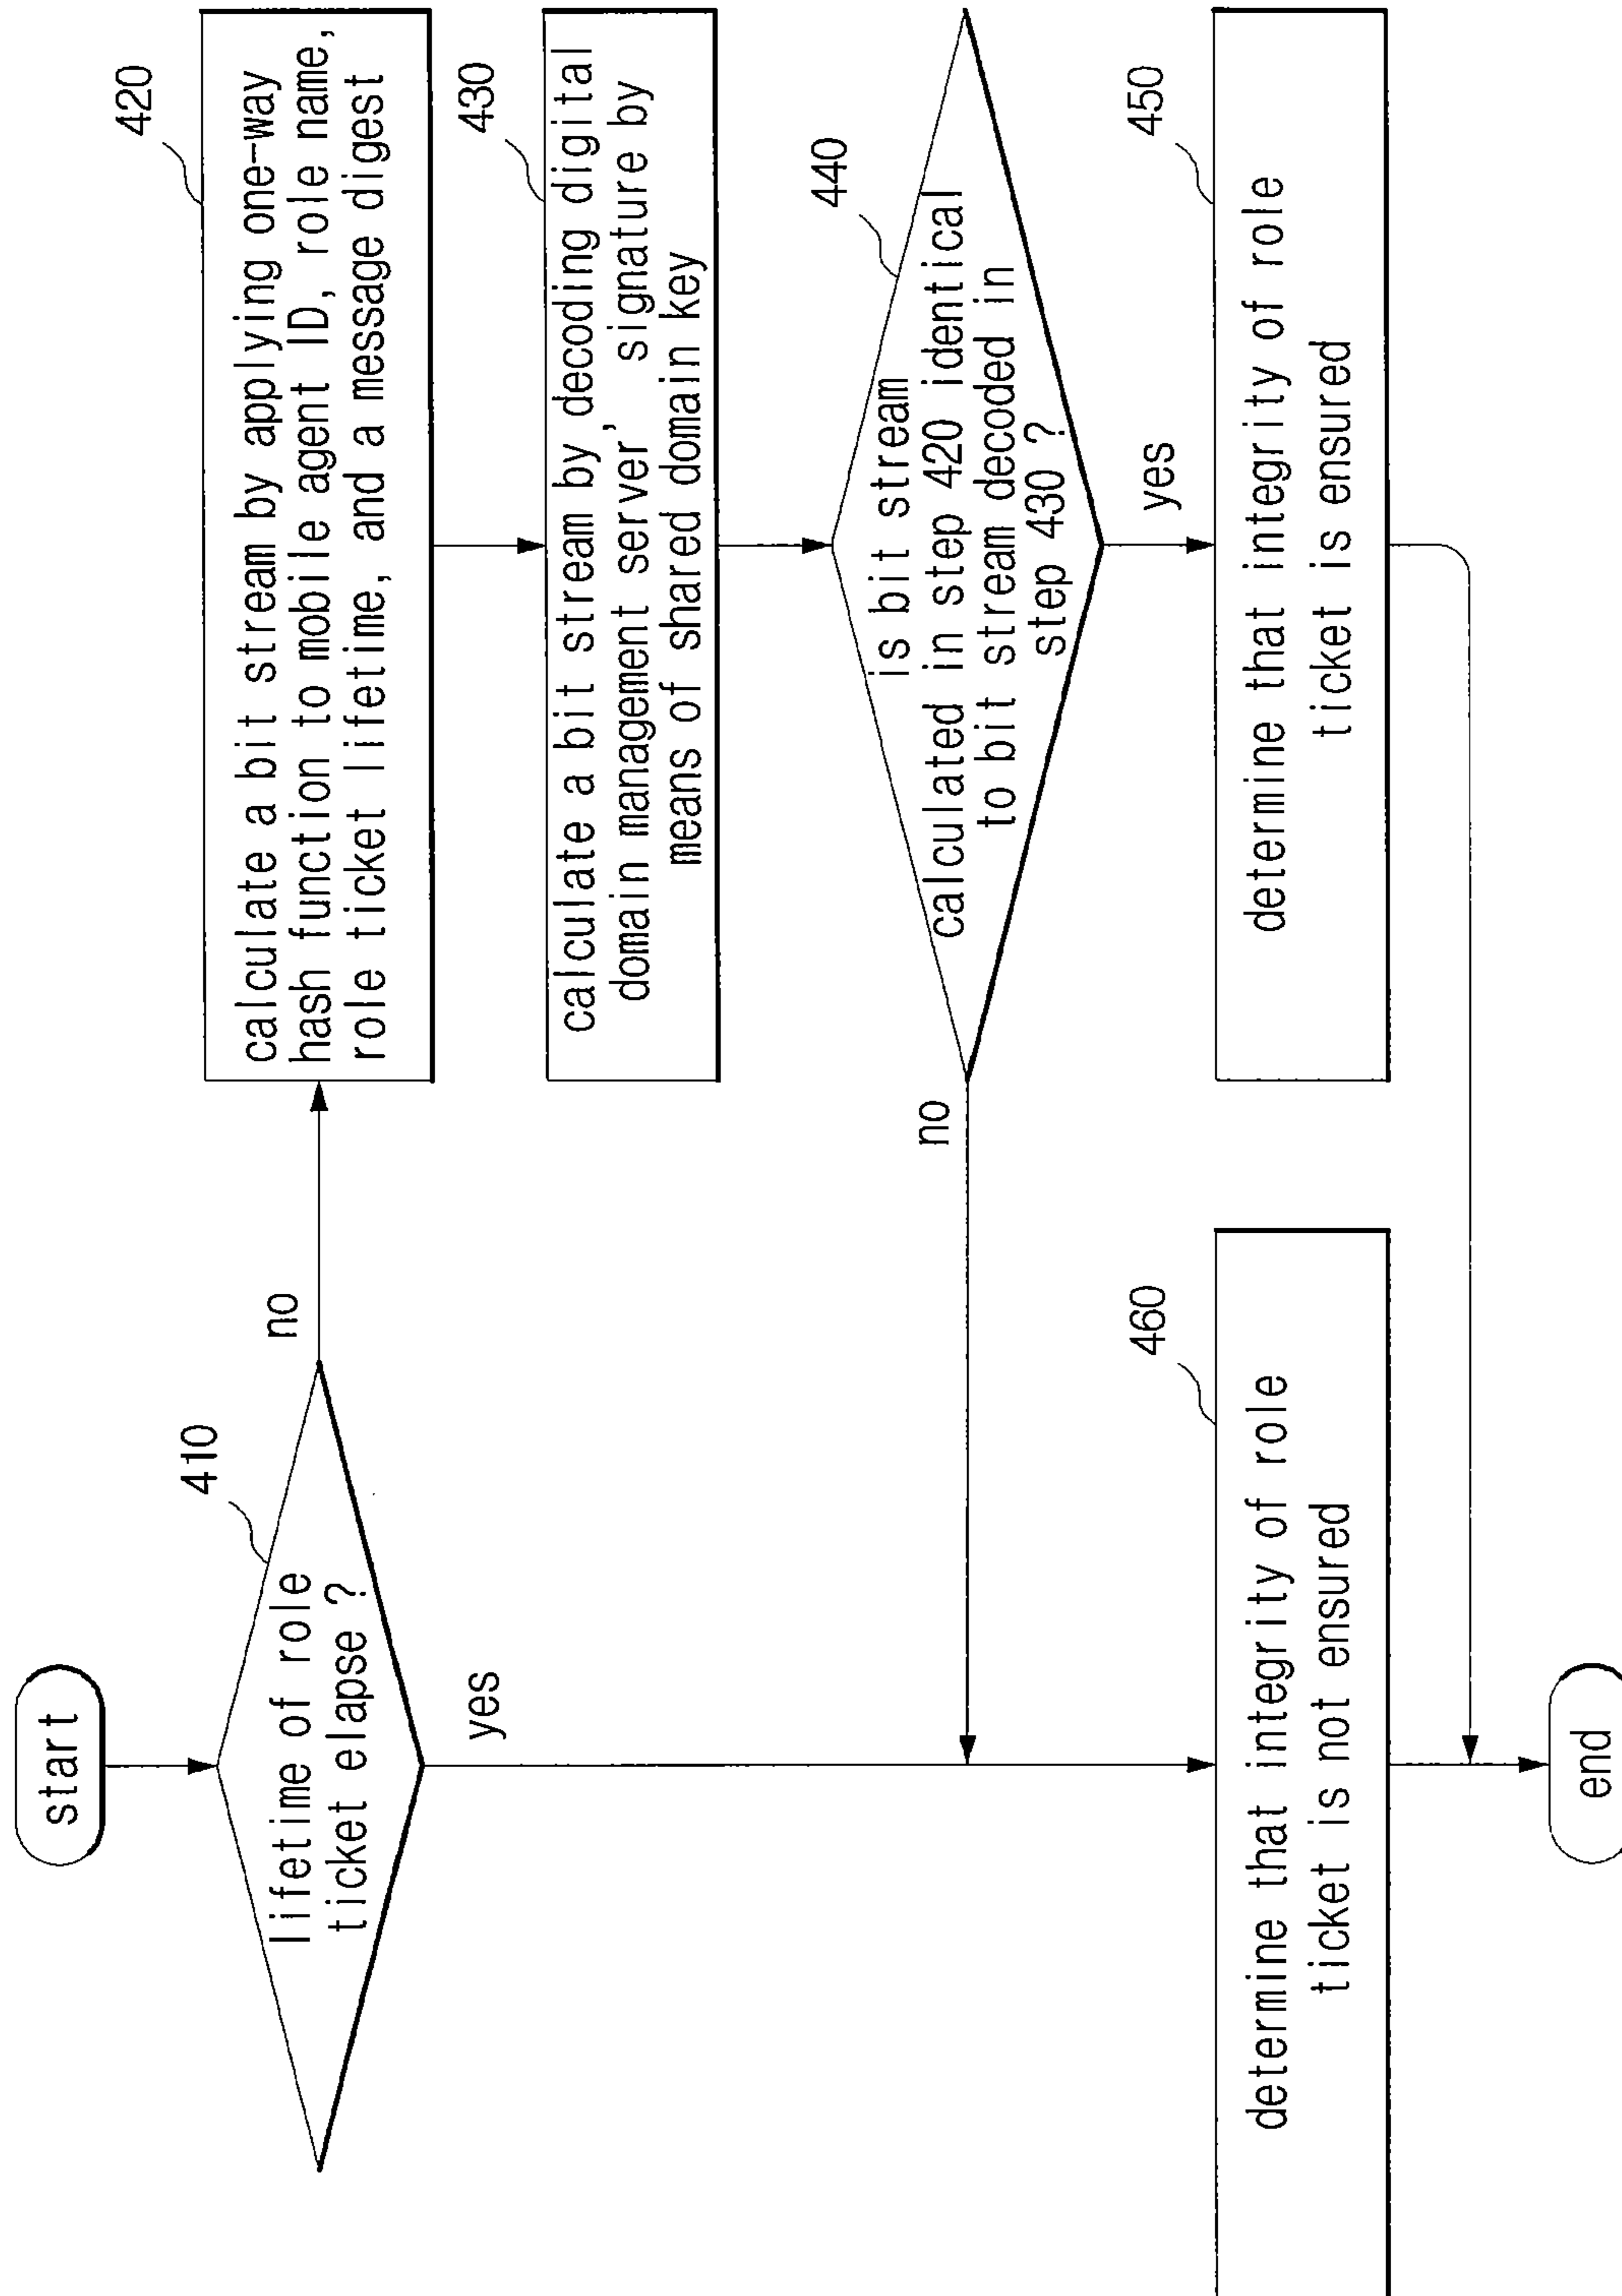 start
410
lifetime of role
ticket elapse ?
no
yes
420
calculate a bit stream by applying one-way
hash function to mobile agent ID, role name,
role ticket lifetime, and a message digest
430
calculate a bit stream by decoding digital
domain management server' signature by
means of shared domain key
440
is bit stream
calculated in step 420 identical
to bit stream decoded in
step 430 ?
no
yes
450
determine that integrity of role
ticket is ensured
460
determine that integrity of role
ticket is not ensured
end